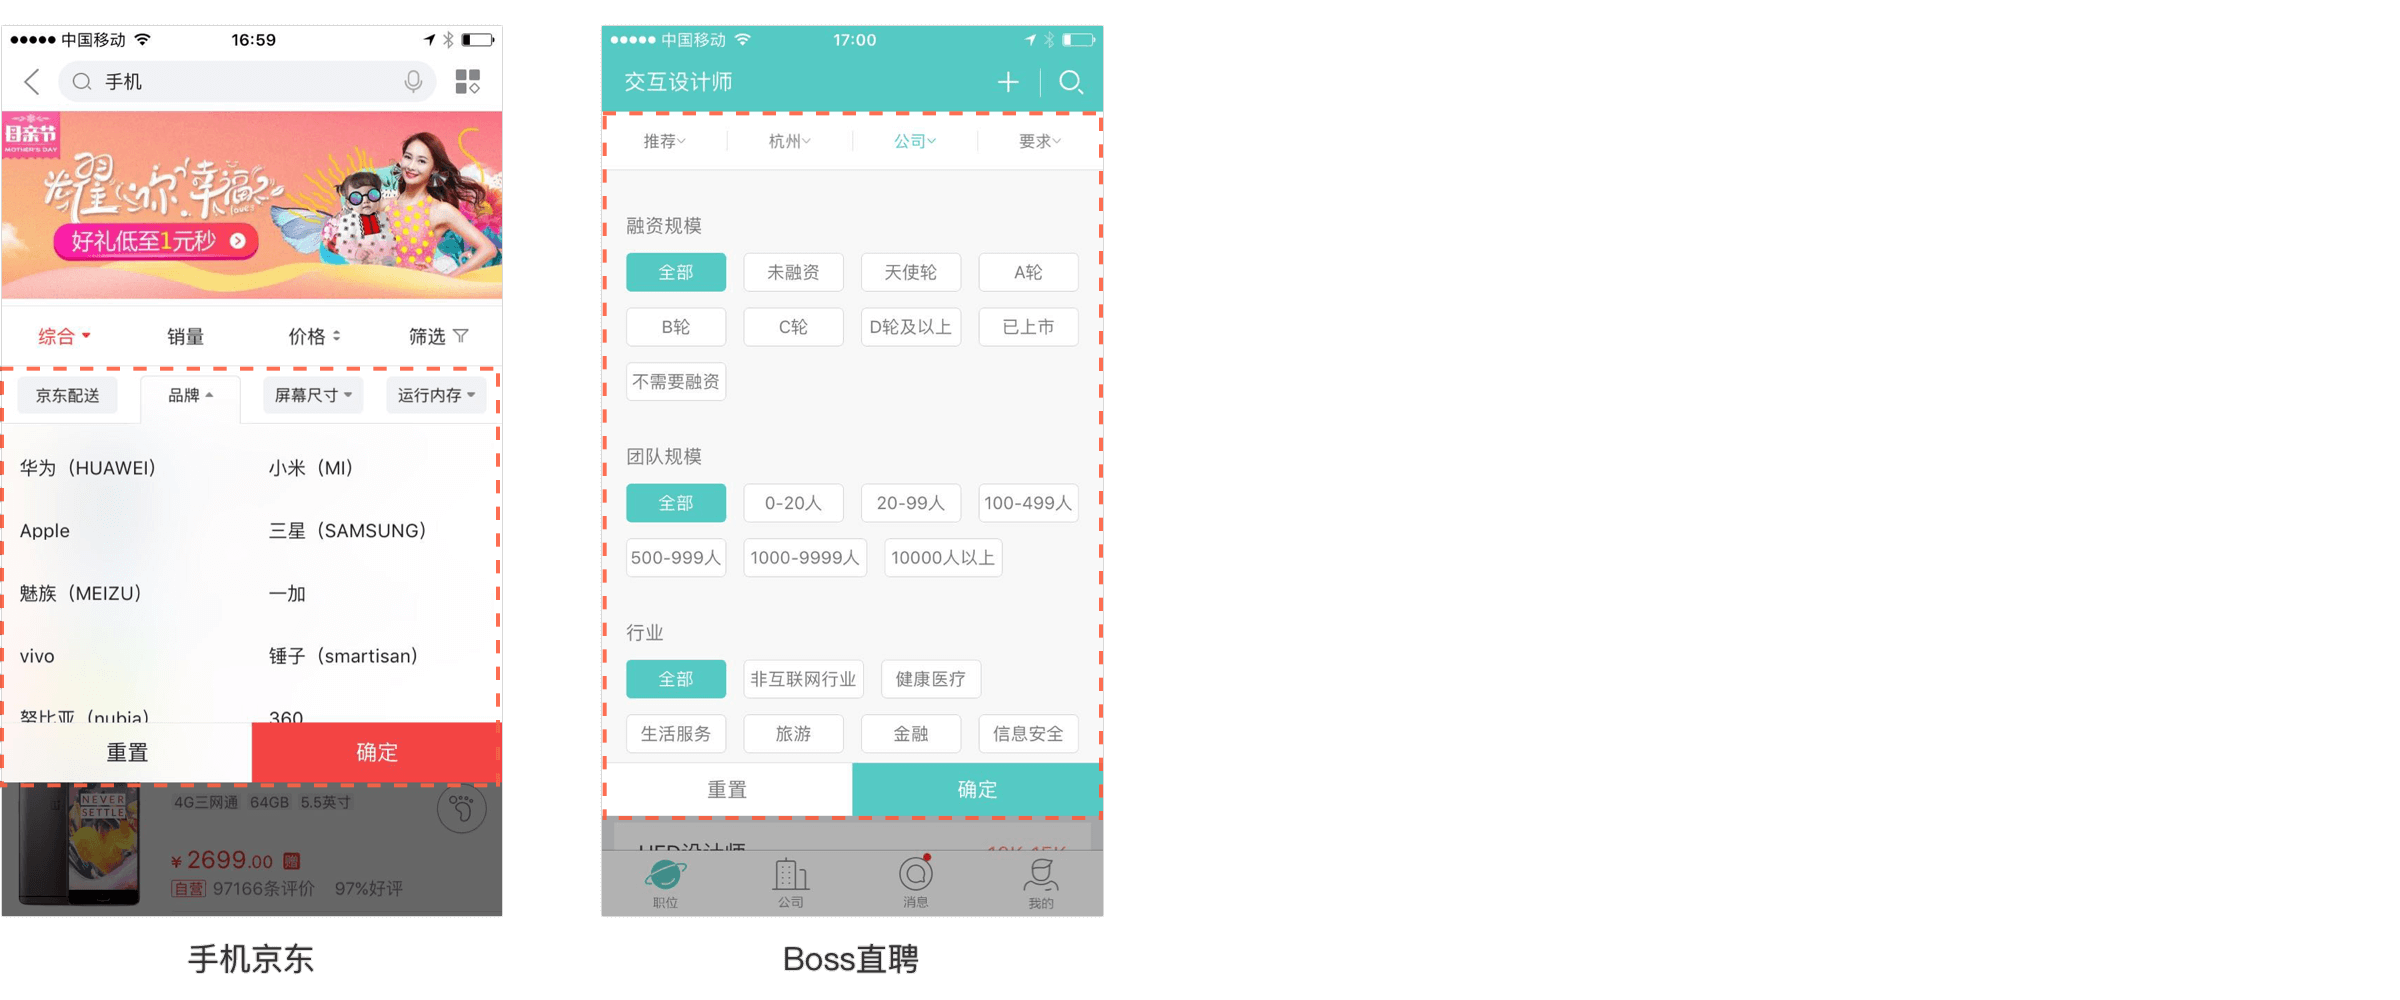 中国移动 16:59
手机
母亲节
MOTHER'S DAY
耀你幸福
love
好礼低至1元秒
综合 销量 价格 筛选
京东配送 品牌 屏幕尺寸 运行内存
华为（HUAWEI） 小米（MI）
Apple 三星（SAMSUNG）
魅族（MEIZU） 一加
vivo 锤子（smartisan）
努比亚（nubia） 360
重置 确定
NEVER
SETTLE
4G三网通 64GB 5.5英寸
¥2699.00 赠
自营 97166条评价 97%好评
手机京东
中国移动 17:00
交互设计师
推荐 杭州 公司 要求
融资规模
全部 未融资 天使轮 A轮
B轮 C轮 D轮及以上 已上市
不需要融资
团队规模
全部 0-20人 20-99人 100-499人
500-999人 1000-9999人 10000人以上
行业
全部 非互联网行业 健康医疗
生活服务 旅游 金融 信息安全
重置 确定
UED设计师 10K-15K
职位 公司 消息 我的
Boss直聘